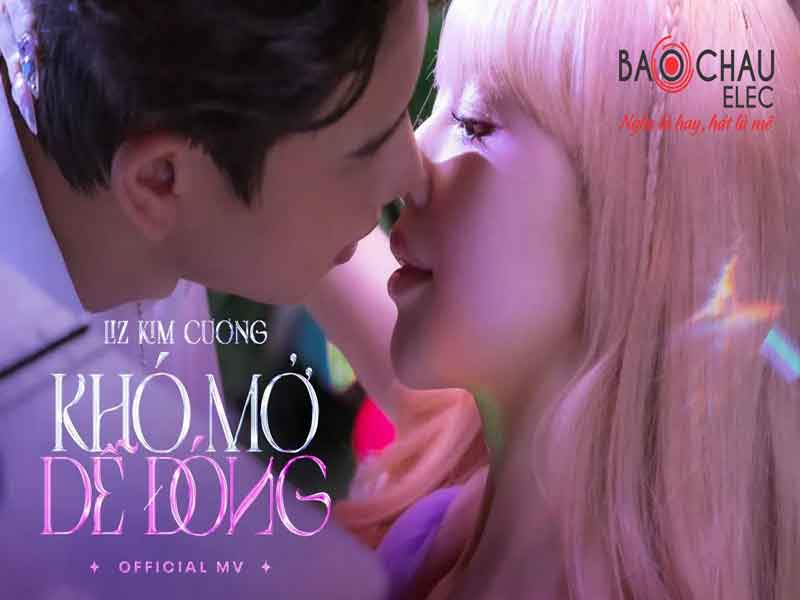 BAOCHAU
ELEC
Nghe là hay, hát là mê
LIZ KIM CƯƠNG
KHÓ MỞ
DỄ ĐÓNG
OFFICIAL MV